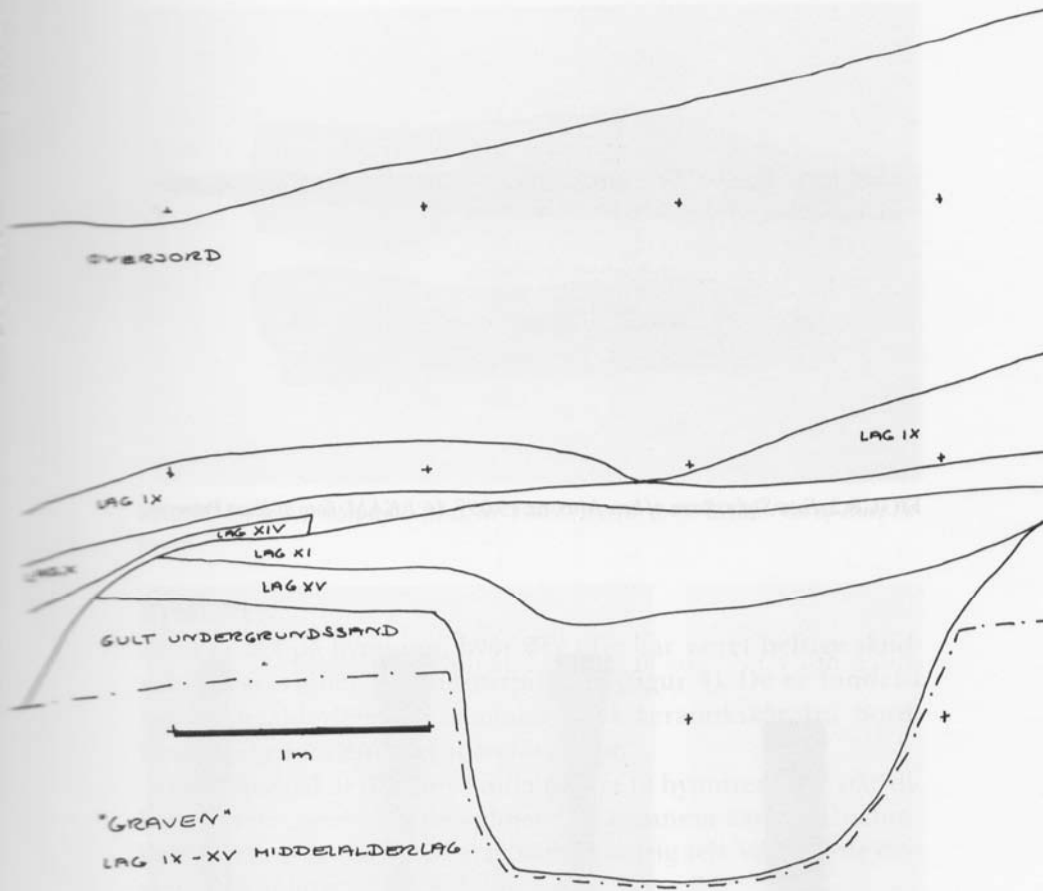 OVERJORD
LAG IX
LAG IX
LAG X
LAG XIV
LAG XI
LAG XV
GULT UNDERGRUNDSSAND
1m
"GRAVEN"
LAG IX-XV MIDDELALDERLAG